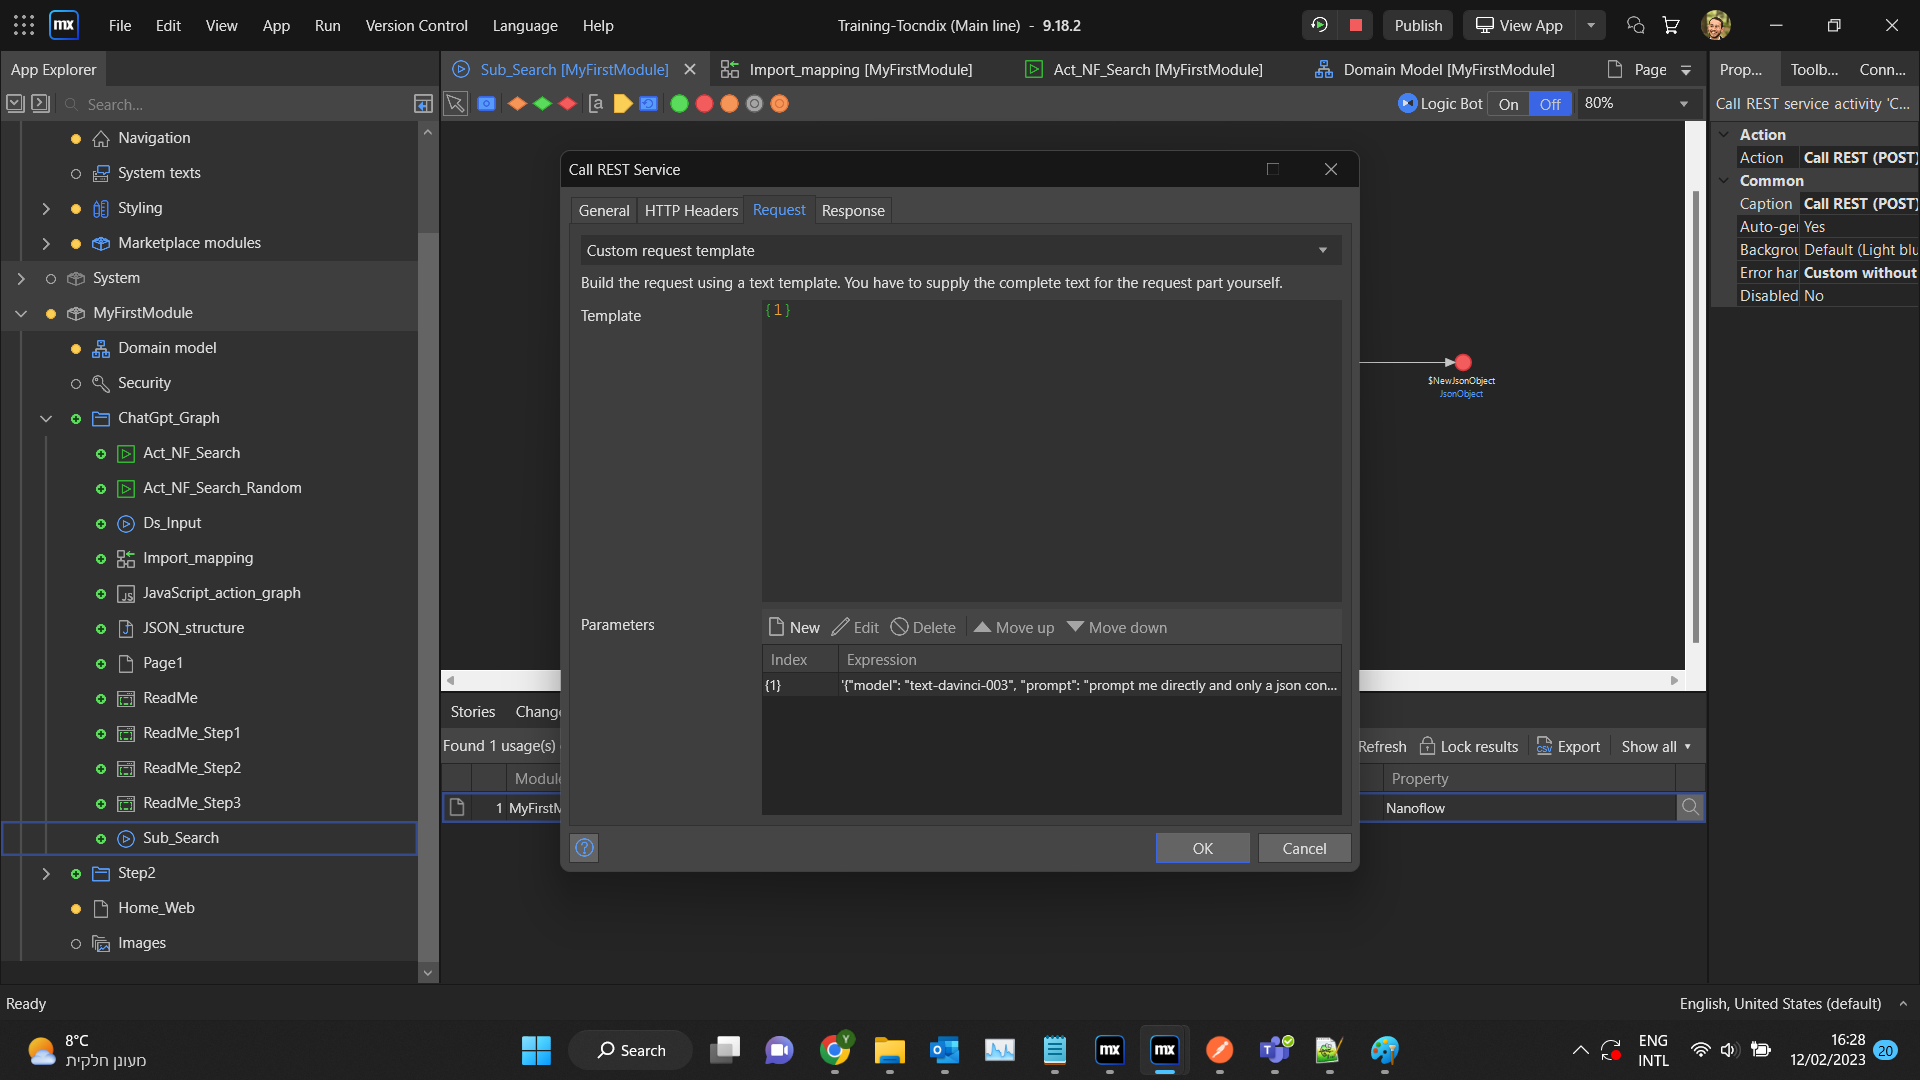 mx
File
Edit
View
App
Run
Version Control
Language
Help
Training-Tocndix (Main line) - 9.18.2
Publish
View App
App Explorer
Sub_Search [MyFirstModule]
Import_mapping [MyFirstModule]
Act_NF_Search [MyFirstModule]
Domain Model [MyFirstModule]
Page
Prop...
Toolb...
Conn...
Search...
Logic Bot
On
Off
80%
Call REST service activity 'C...
Navigation
System texts
Styling
Marketplace modules
System
MyFirstModule
Domain model
Security
ChatGpt_Graph
Act_NF_Search
Act_NF_Search_Random
Ds_Input
Import_mapping
JavaScript_action_graph
JSON_structure
Page1
ReadMe
ReadMe_Step1
ReadMe_Step2
ReadMe_Step3
Sub_Search
Step2
Home_Web
Images
Call REST Service
General
HTTP Headers
Request
Response
Custom request template
Build the request using a text template. You have to supply the complete text for the request part yourself.
Template
{1}
Parameters
New
Edit
Delete
Move up
Move down
Index
Expression
{1}
'{"model": "text-davinci-003", "prompt": "prompt me directly and only a json con...
OK
Cancel
$NewJsonObject
JsonObject
Action
Action
Call REST (POST)
Common
Caption
Call REST (POST)
Auto-ge
Yes
Backgrou
Default (Light blu
Error har
Custom without
Disabled
No
Stories
Change
Found 1 usage(s)
Refresh
Lock results
CSV
Export
Show all
Module
Property
1
MyFirstM
Nanoflow
Ready
English, United States (default)
8°C
מעונן חלקית
Search
Y
mx
mx
ENG
INTL
16:28
12/02/2023
20